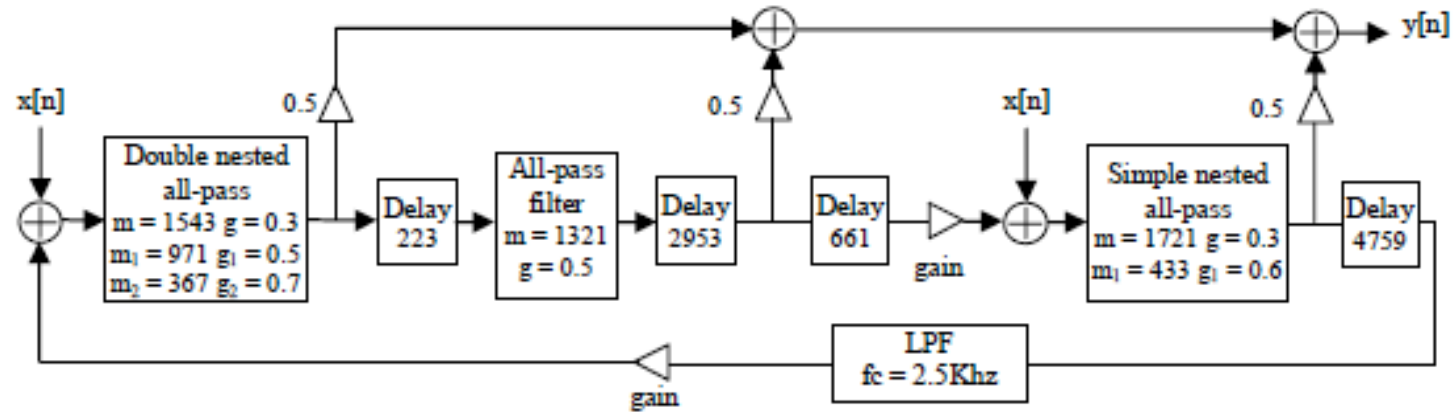 y[n]
x[n]
0.5
0.5
x[n]
0.5
Double nested
all-pass
m = 1543 g = 0.3
m₁ = 971 g₁ = 0.5
m₂ = 367 g₂ = 0.7
Delay
223
All-pass
filter
m = 1321
g = 0.5
Delay
2953
Delay
661
gain
Simple nested
all-pass
m = 1721 g = 0.3
m₁ = 433 g₁ = 0.6
Delay
4759
LPF
fc = 2.5Khz
gain